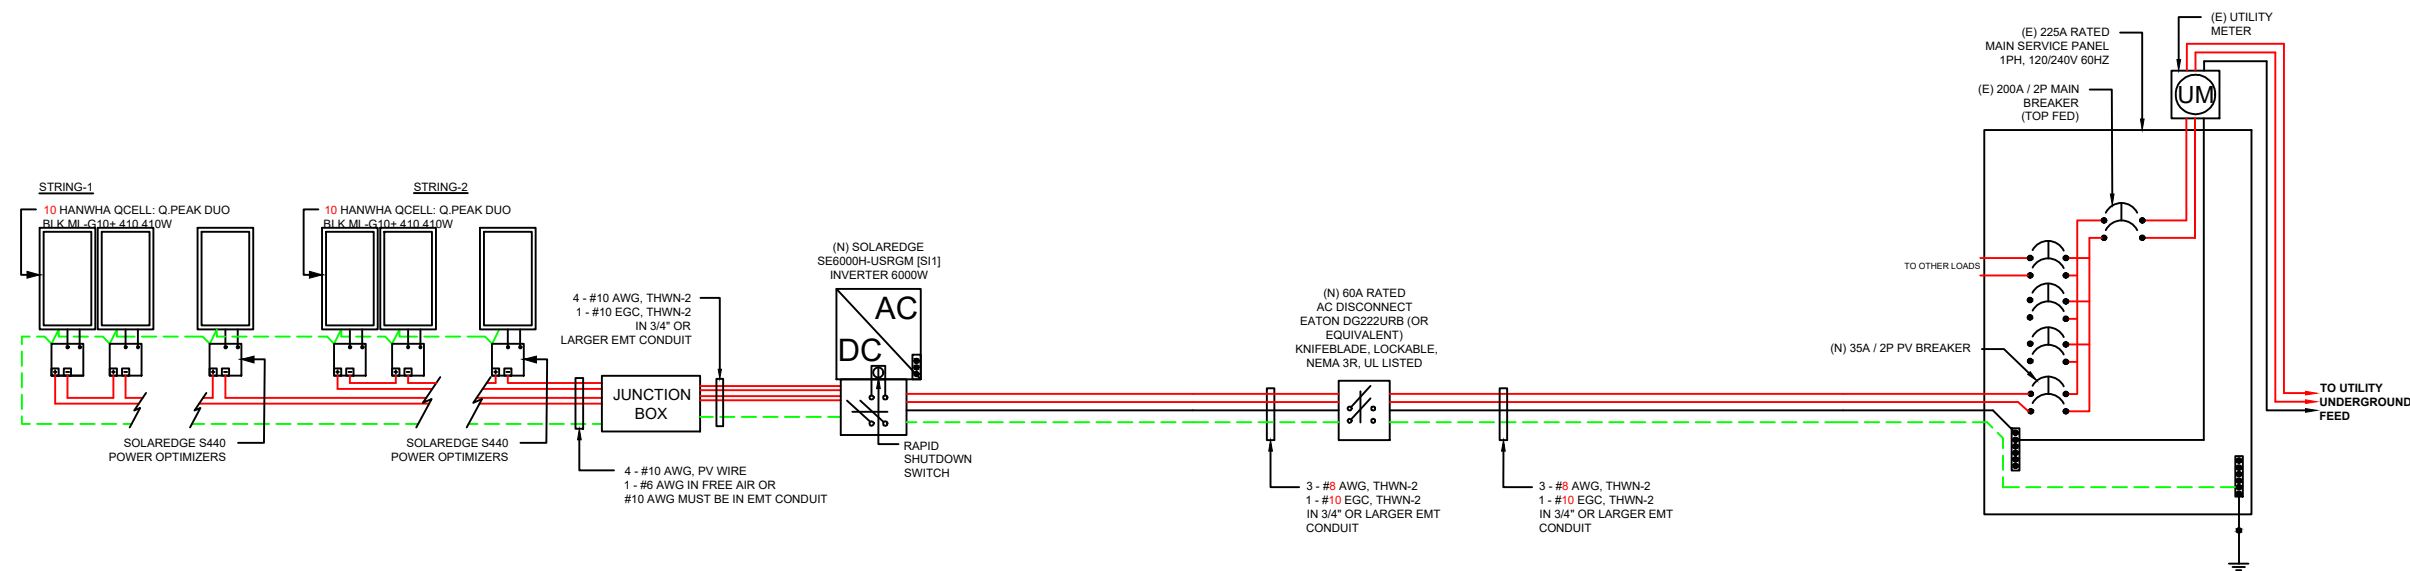 STRING-1
10 HANWHA QCELL: Q.PEAK DUO
BLK ML-G10+ 410 410W
STRING-2
10 HANWHA QCELL: Q.PEAK DUO
BLK ML-G10+ 410 410W
SOLAREDGE S440
POWER OPTIMIZERS
SOLAREDGE S440
POWER OPTIMIZERS
4 - #10 AWG, THWN-2
1 - #10 EGC, THWN-2
IN 3/4" OR
LARGER EMT CONDUIT
JUNCTION
BOX
4 - #10 AWG, PV WIRE
1 - #6 AWG IN FREE AIR OR
#10 AWG MUST BE IN EMT CONDUIT
(N) SOLAREDGE
SE6000H-USRGM [SI1]
INVERTER 6000W
AC
DC
RAPID
SHUTDOWN
SWITCH
(N) 60A RATED
AC DISCONNECT
EATON DG222URB (OR
EQUIVALENT)
KNIFEBLADE, LOCKABLE,
NEMA 3R, UL LISTED
3 - #8 AWG, THWN-2
1 - #10 EGC, THWN-2
IN 3/4" OR LARGER EMT
CONDUIT
3 - #8 AWG, THWN-2
1 - #10 EGC, THWN-2
IN 3/4" OR LARGER EMT
CONDUIT
(E) UTILITY
METER
(E) 225A RATED
MAIN SERVICE PANEL
1PH, 120/240V 60HZ
(E) 200A / 2P MAIN
BREAKER
(TOP FED)
UM
TO OTHER LOADS
(N) 35A / 2P PV BREAKER
TO UTILITY
UNDERGROUND
FEED